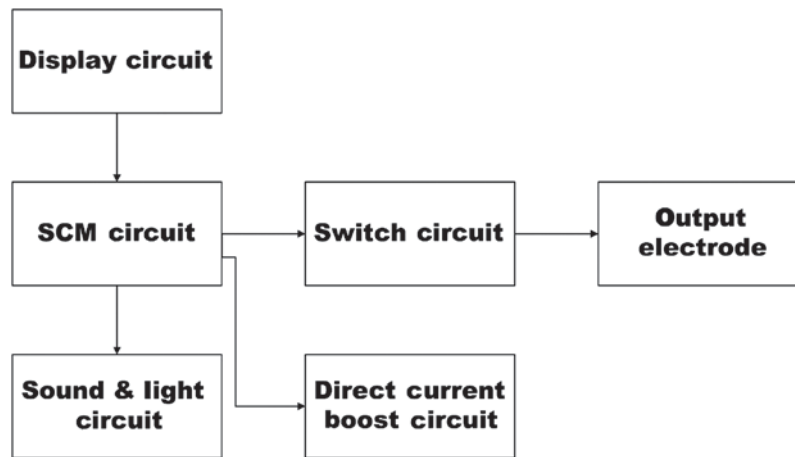 Display circuit
SCM circuit
Switch circuit
Output
electrode
Sound & light
circuit
Direct current
boost circuit